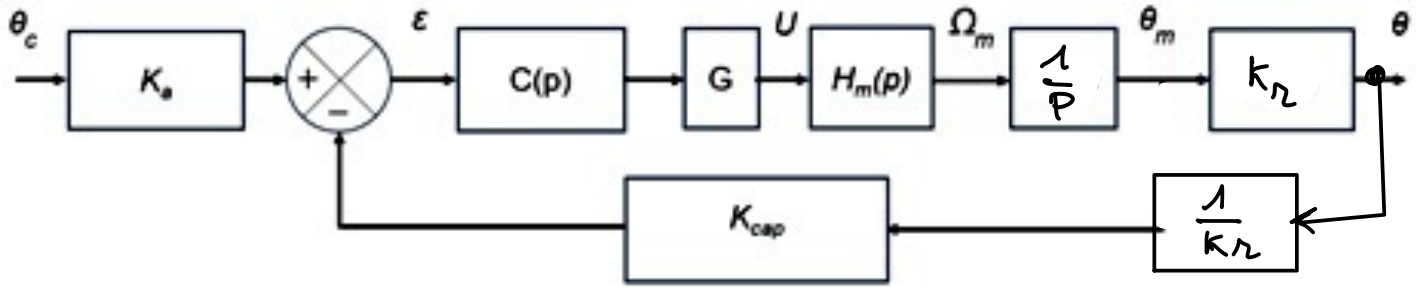 θc ε U Ωm θm θ
Ka + − C(p) G Hm(p) 1/P Kr
Kcap 1/Kr